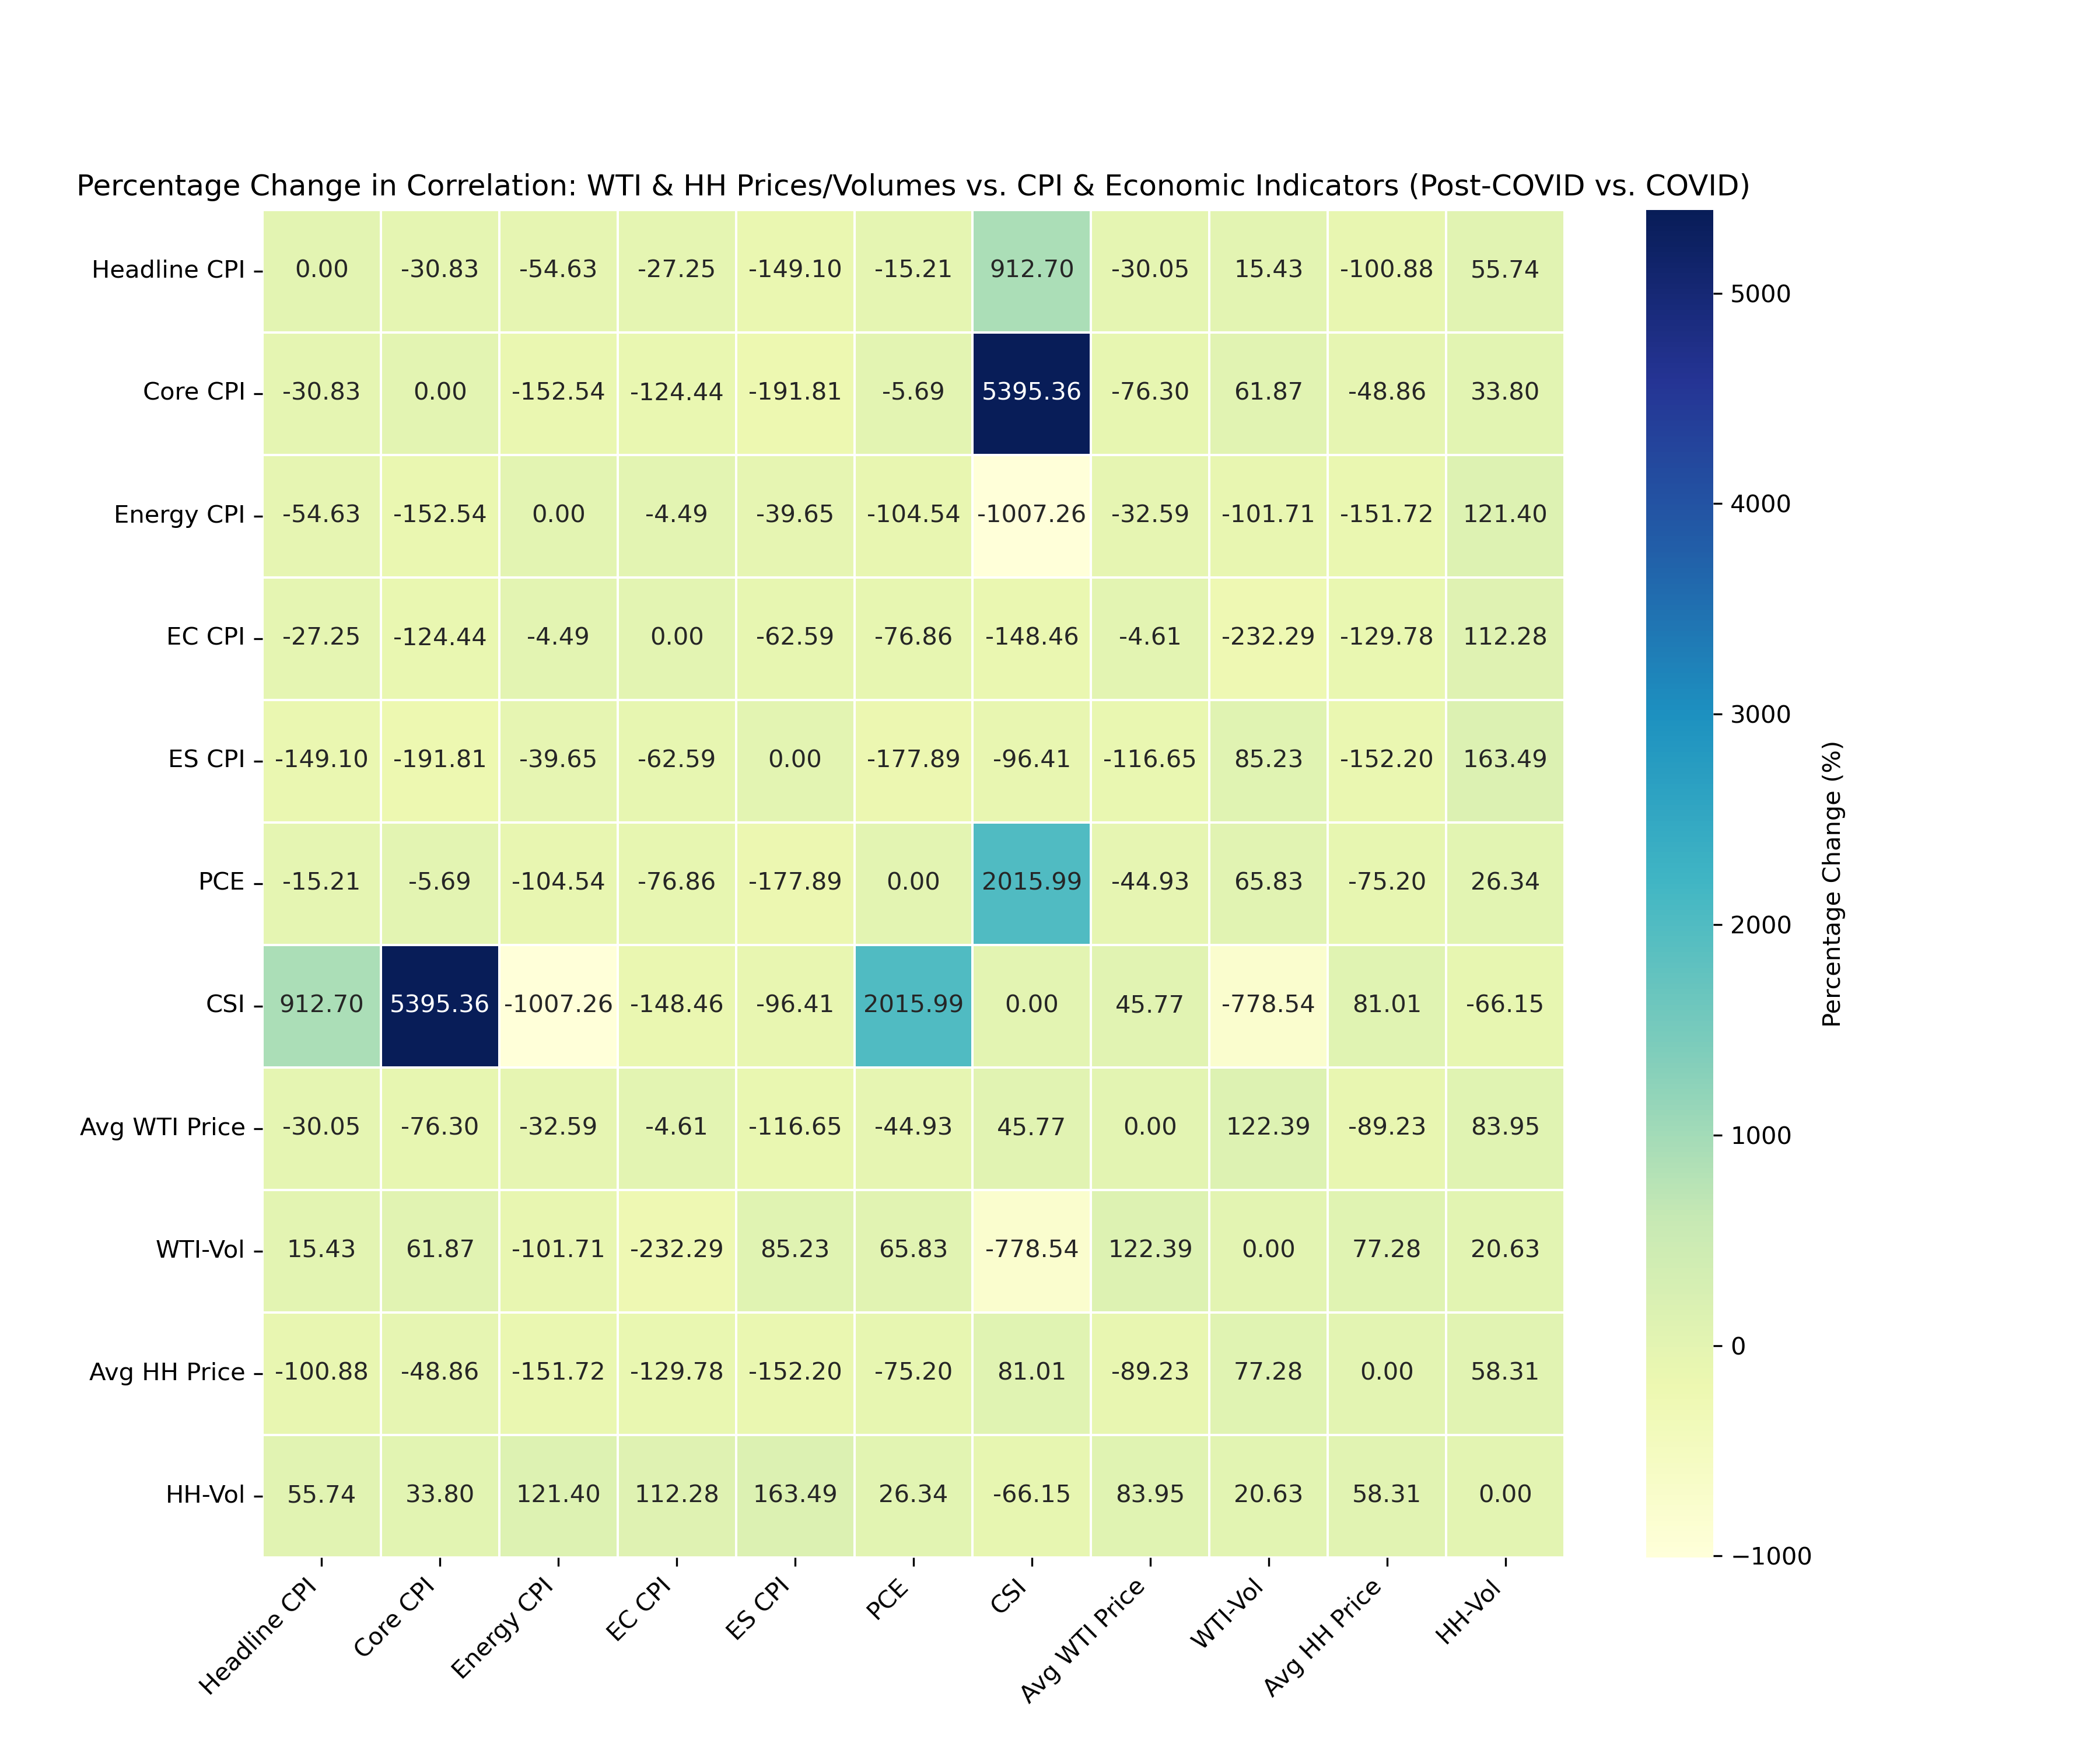 Percentage Change in Correlation: WTI & HH Prices/Volumes vs. CPI & Economic Indicators (Post-COVID vs. COVID)
Headline CPI 0.00 -30.83 -54.63 -27.25 -149.10 -15.21 912.70 -30.05 15.43 -100.88 55.74
Core CPI -30.83 0.00 -152.54 -124.44 -191.81 -5.69 5395.36 -76.30 61.87 -48.86 33.80
Energy CPI -54.63 -152.54 0.00 -4.49 -39.65 -104.54 -1007.26 -32.59 -101.71 -151.72 121.40
EC CPI -27.25 -124.44 -4.49 0.00 -62.59 -76.86 -148.46 -4.61 -232.29 -129.78 112.28
ES CPI -149.10 -191.81 -39.65 -62.59 0.00 -177.89 -96.41 -116.65 85.23 -152.20 163.49
PCE -15.21 -5.69 -104.54 -76.86 -177.89 0.00 2015.99 -44.93 65.83 -75.20 26.34
CSI 912.70 5395.36 -1007.26 -148.46 -96.41 2015.99 0.00 45.77 -778.54 81.01 -66.15
Avg WTI Price -30.05 -76.30 -32.59 -4.61 -116.65 -44.93 45.77 0.00 122.39 -89.23 83.95
WTI-Vol 15.43 61.87 -101.71 -232.29 85.23 65.83 -778.54 122.39 0.00 77.28 20.63
Avg HH Price -100.88 -48.86 -151.72 -129.78 -152.20 -75.20 81.01 -89.23 77.28 0.00 58.31
HH-Vol 55.74 33.80 121.40 112.28 163.49 26.34 -66.15 83.95 20.63 58.31 0.00
Headline CPI Core CPI Energy CPI EC CPI ES CPI PCE CSI Avg WTI Price WTI-Vol Avg HH Price HH-Vol
5000
4000
3000
2000
1000
0
−1000
Percentage Change (%)